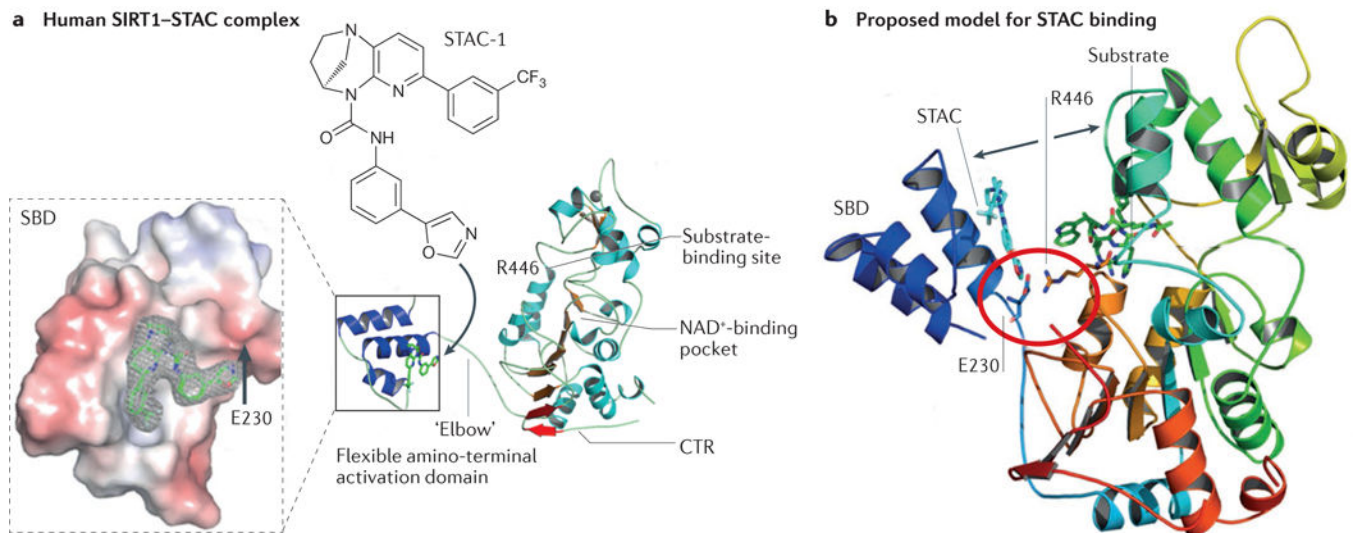 a Human SIRT1–STAC complex
STAC-1
N
CF₃
N
N
O
NH
N
O
SBD
E230
R446
Substrate-
binding site
NAD⁺-binding
pocket
'Elbow'
Flexible amino-terminal
activation domain
CTR
b Proposed model for STAC binding
Substrate
R446
STAC
SBD
E230